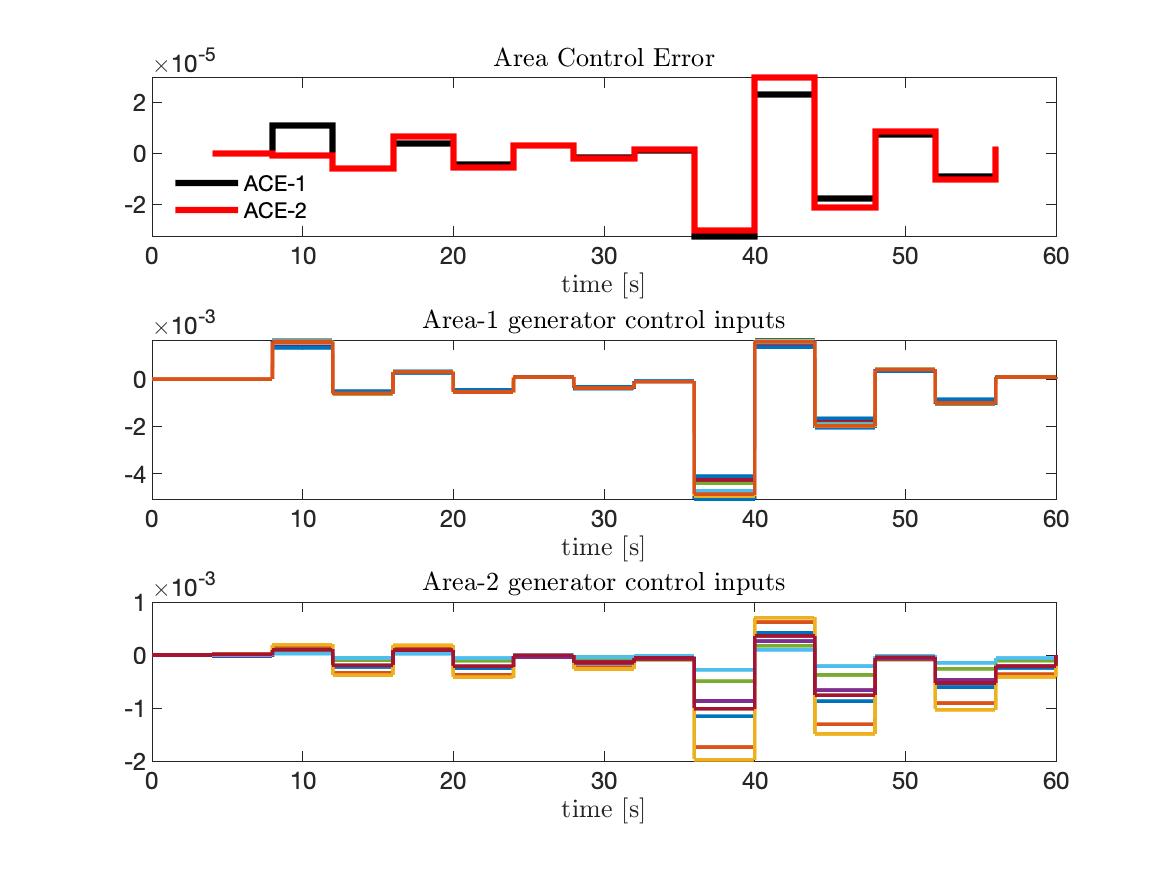 ×10-5
Area Control Error
2
0
-2
ACE-1
ACE-2
0 10 20 30 40 50 60
time [s]
×10-3
Area-1 generator control inputs
0
-2
-4
0 10 20 30 40 50 60
time [s]
×10-3
Area-2 generator control inputs
1
0
-1
-2
0 10 20 30 40 50 60
time [s]